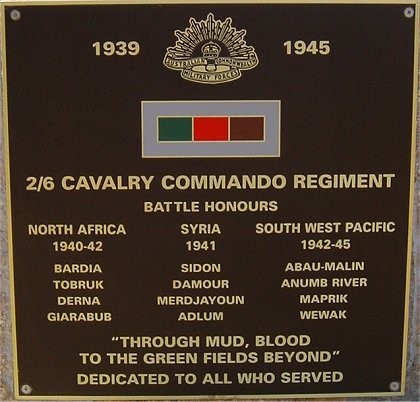 1939 1945
AUSTRALIAN COMMONWEALTH
MILITARY FORCES
2/6 CAVALRY COMMANDO REGIMENT
BATTLE HONOURS
NORTH AFRICA SYRIA SOUTH WEST PACIFIC
1940-42 1941 1942-45
BARDIA SIDON ABAU-MALIN
TOBRUK DAMOUR ANUMB RIVER
DERNA MERDJAYOUN MAPRIK
GIARABUB ADLUM WEWAK
"THROUGH MUD, BLOOD
TO THE GREEN FIELDS BEYOND"
DEDICATED TO ALL WHO SERVED